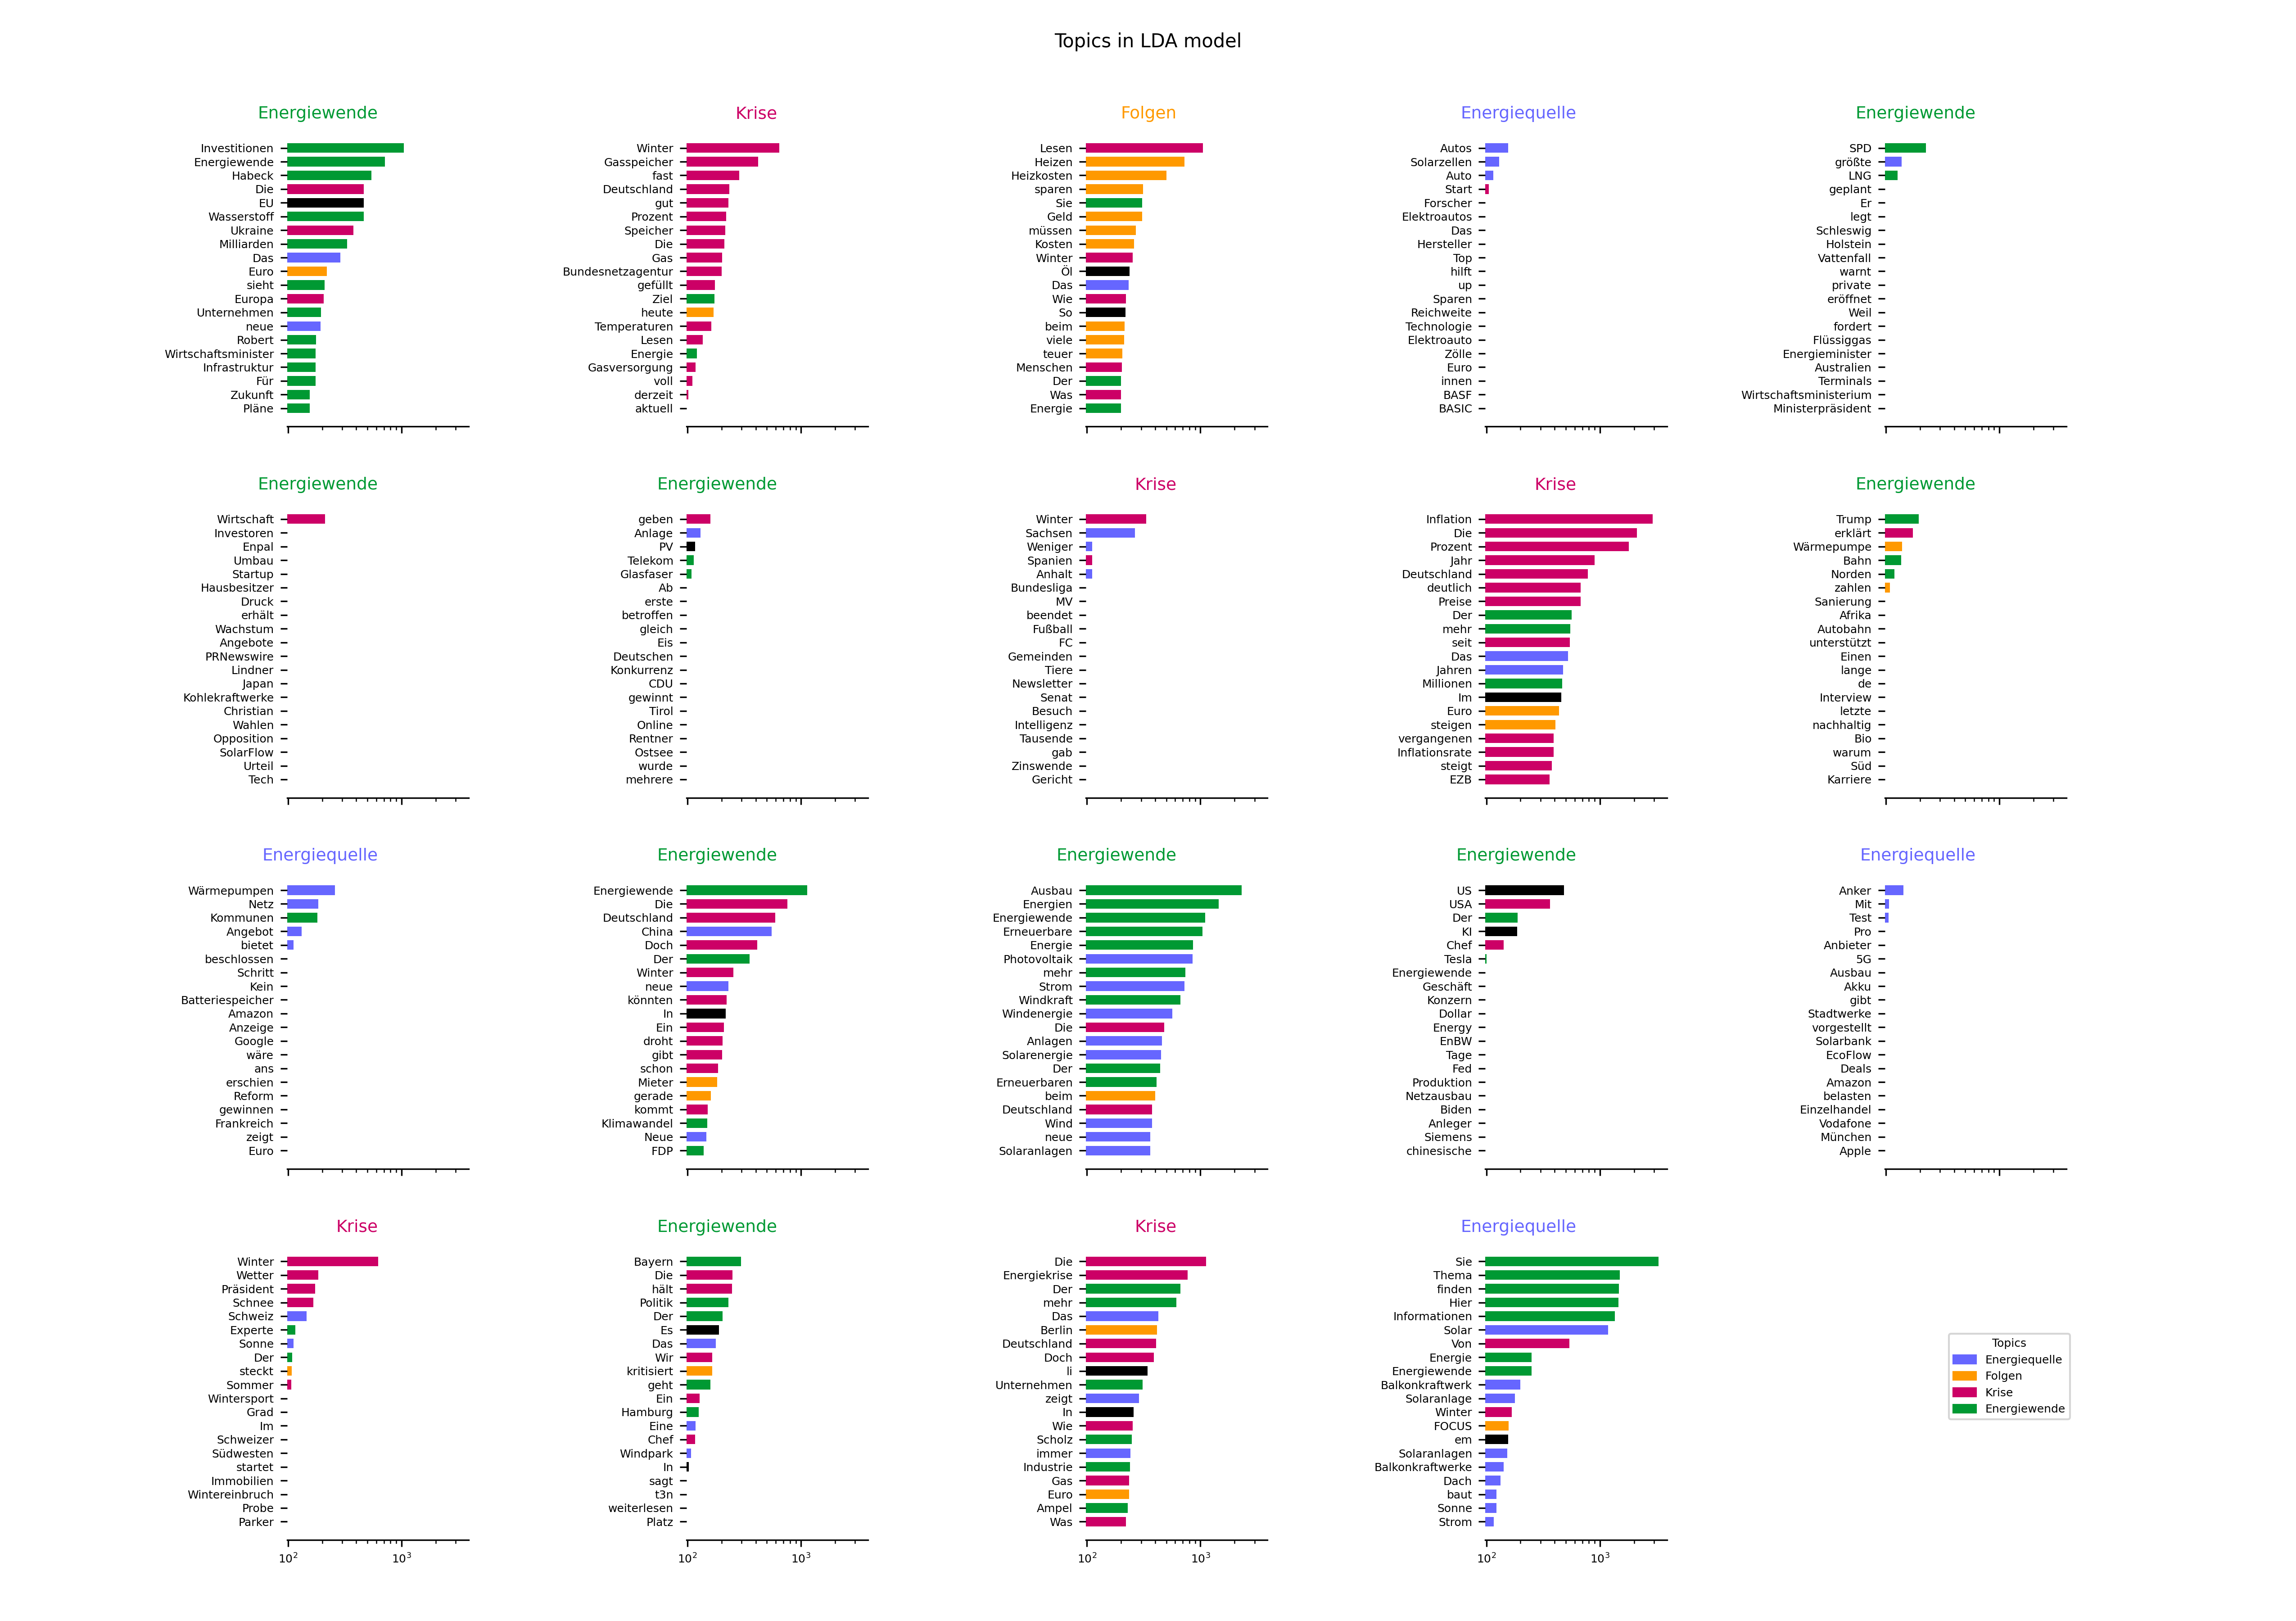 Topics in LDA model
Energiewende
Investitionen
Energiewende
Habeck
Die
EU
Wasserstoff
Ukraine
Milliarden
Das
Euro
sieht
Europa
Unternehmen
neue
Robert
Wirtschaftsminister
Infrastruktur
Für
Zukunft
Pläne
Krise
Winter
Gasspeicher
fast
Deutschland
gut
Prozent
Speicher
Die
Gas
Bundesnetzagentur
gefüllt
Ziel
heute
Temperaturen
Lesen
Energie
Gasversorgung
voll
derzeit
aktuell
Folgen
Lesen
Heizen
Heizkosten
sparen
Sie
Geld
müssen
Kosten
Winter
Öl
Das
Wie
So
beim
viele
teuer
Menschen
Der
Was
Energie
Energiequelle
Autos
Solarzellen
Auto
Start
Forscher
Elektroautos
Das
Hersteller
Top
hilft
up
Sparen
Reichweite
Technologie
Elektroauto
Zölle
Euro
innen
BASF
BASIC
Energiewende
SPD
größte
LNG
geplant
Er
legt
Schleswig
Holstein
Vattenfall
warnt
private
eröffnet
Weil
fordert
Flüssiggas
Energieminister
Australien
Terminals
Wirtschaftsministerium
Ministerpräsident
Energiewende
Wirtschaft
Investoren
Enpal
Umbau
Startup
Hausbesitzer
Druck
erhält
Wachstum
Angebote
PRNewswire
Lindner
Japan
Kohlekraftwerke
Christian
Wahlen
Opposition
SolarFlow
Urteil
Tech
Energiewende
geben
Anlage
PV
Telekom
Glasfaser
Ab
erste
betroffen
gleich
Eis
Deutschen
Konkurrenz
CDU
gewinnt
Tirol
Online
Rentner
Ostsee
wurde
mehrere
Krise
Winter
Sachsen
Weniger
Spanien
Anhalt
Bundesliga
MV
beendet
Fußball
FC
Gemeinden
Tiere
Newsletter
Senat
Besuch
Intelligenz
Tausende
gab
Zinswende
Gericht
Krise
Inflation
Die
Prozent
Jahr
Deutschland
deutlich
Preise
Der
mehr
seit
Das
Jahren
Millionen
Im
Euro
steigen
vergangenen
Inflationsrate
steigt
EZB
Energiewende
Trump
erklärt
Wärmepumpe
Bahn
Norden
zahlen
Sanierung
Afrika
Autobahn
unterstützt
Einen
lange
de
Interview
letzte
nachhaltig
Bio
warum
Süd
Karriere
Energiequelle
Wärmepumpen
Netz
Kommunen
Angebot
bietet
beschlossen
Schritt
Kein
Batteriespeicher
Amazon
Anzeige
Google
wäre
ans
erschien
Reform
gewinnen
Frankreich
zeigt
Euro
Energiewende
Energiewende
Die
Deutschland
China
Doch
Der
Winter
neue
könnten
In
Ein
droht
gibt
schon
Mieter
gerade
kommt
Klimawandel
Neue
FDP
Energiewende
Ausbau
Energien
Energiewende
Erneuerbare
Energie
Photovoltaik
mehr
Strom
Windkraft
Windenergie
Die
Anlagen
Solarenergie
Der
Erneuerbaren
beim
Deutschland
Wind
neue
Solaranlagen
Energiewende
US
USA
Der
KI
Chef
Tesla
Energiewende
Geschäft
Konzern
Dollar
Energy
EnBW
Tage
Fed
Produktion
Netzausbau
Biden
Anleger
Siemens
chinesische
Energiequelle
Anker
Mit
Test
Pro
Anbieter
5G
Ausbau
Akku
gibt
Stadtwerke
vorgestellt
Solarbank
EcoFlow
Deals
Amazon
belasten
Einzelhandel
Vodafone
München
Apple
Krise
Winter
Wetter
Präsident
Schnee
Schweiz
Experte
Sonne
Der
steckt
Sommer
Wintersport
Grad
Im
Schweizer
Südwesten
startet
Immobilien
Wintereinbruch
Probe
Parker
10² 10³
Energiewende
Bayern
Die
hält
Politik
Der
Es
Das
Wir
kritisiert
geht
Ein
Hamburg
Eine
Chef
Windpark
In
sagt
t3n
weiterlesen
Platz
10² 10³
Krise
Die
Energiekrise
Der
mehr
Das
Berlin
Deutschland
Doch
li
Unternehmen
zeigt
In
Wie
Scholz
immer
Industrie
Gas
Euro
Ampel
Was
10² 10³
Energiequelle
Sie
Thema
finden
Hier
Informationen
Solar
Von
Energie
Energiewende
Balkonkraftwerk
Solaranlage
Winter
FOCUS
em
Solaranlagen
Balkonkraftwerke
Dach
baut
Sonne
Strom
10² 10³
Topics
Energiequelle
Folgen
Krise
Energiewende